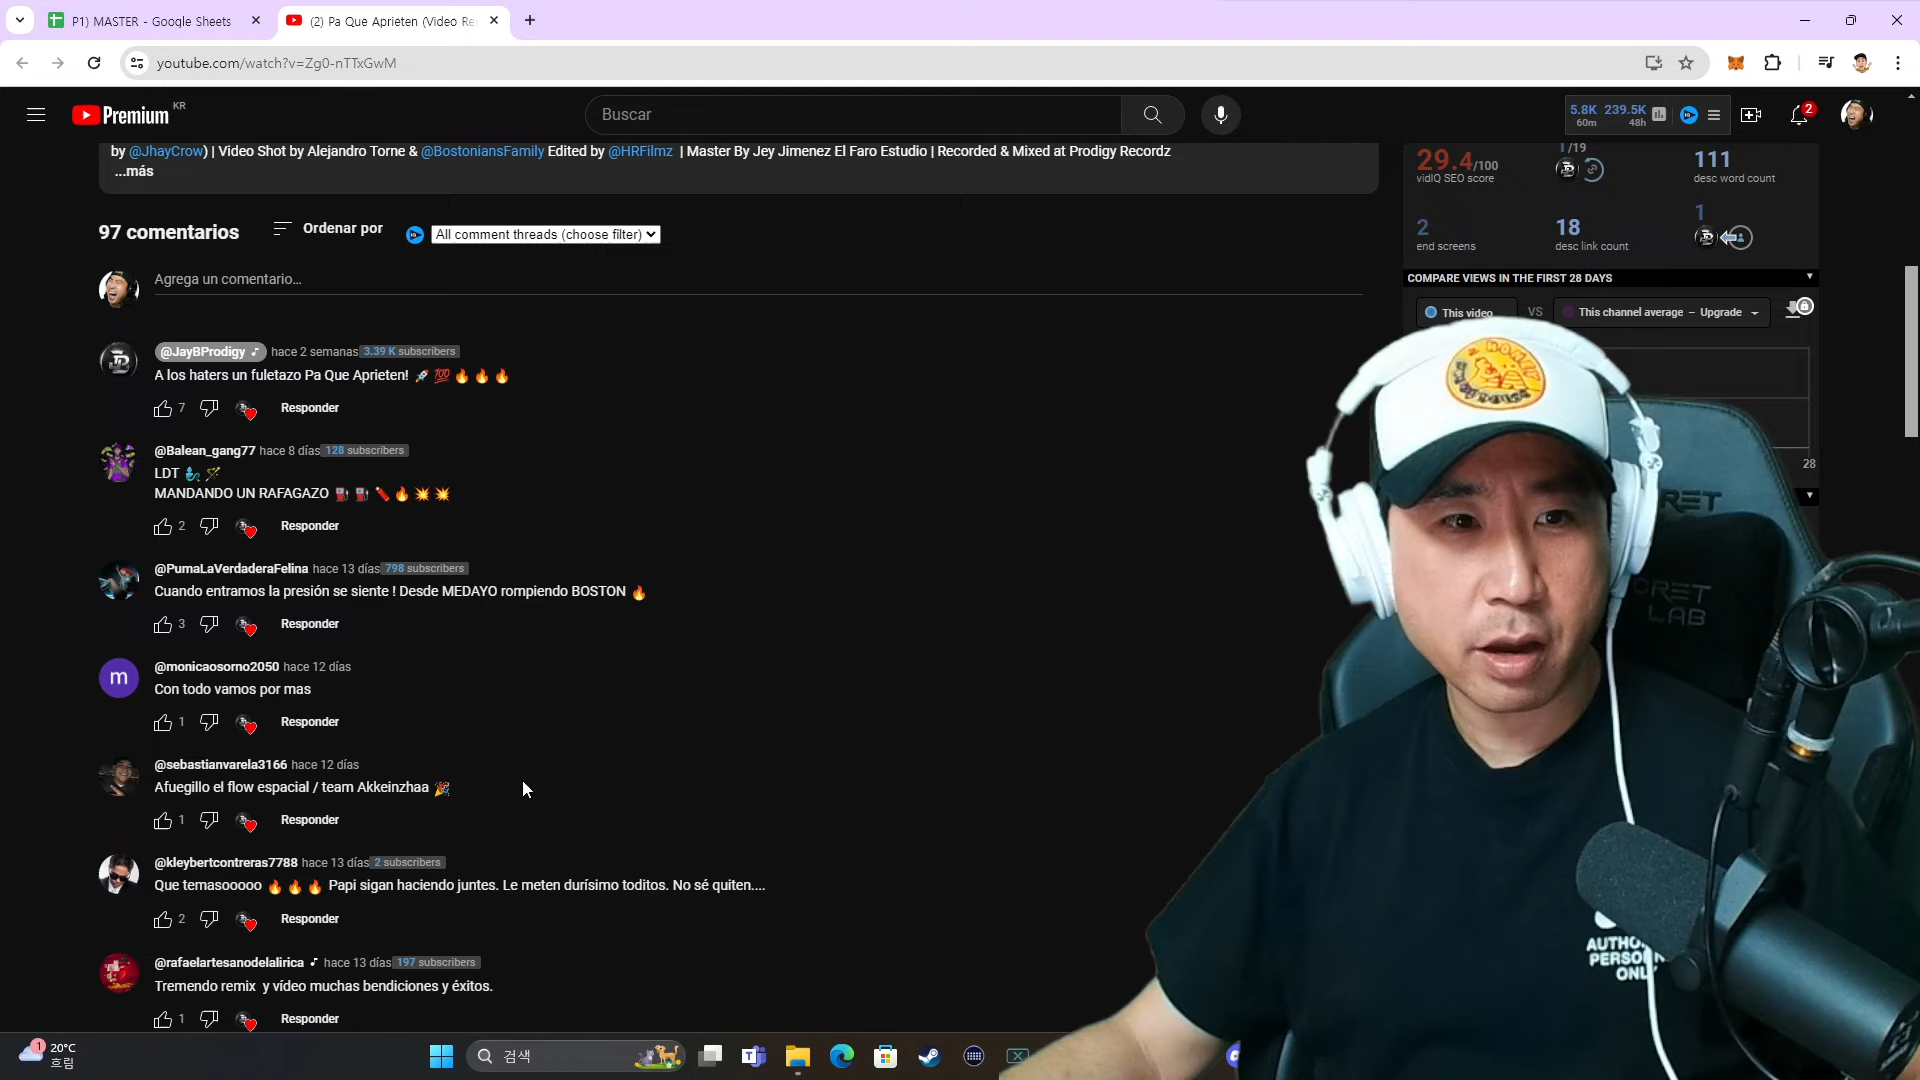 P1) MASTER - Google Sheets
(2) Pa Que Aprieten (Video Re
youtube.com/watch?v=Zg0-nTTxGwM
Premium KR
Buscar
5.8K 239.5K
60m 48h
2
by @JhayCrow) | Video Shot by Alejandro Torne & @BostoniansFamily Edited by @HRFilmz | Master By Jey Jimenez El Faro Estudio | Recorded & Mixed at Prodigy Recordz
...más
29.4/100
vidIQ SEO score
1/19
111
desc word count
2
end screens
18
desc link count
1
COMPARE VIEWS IN THE FIRST 28 DAYS
This video VS This channel average – Upgrade
28
97 comentarios
Ordenar por
All comment threads (choose filter)
Agrega un comentario...
@JayBProdigy hace 2 semanas 3.39 K subscribers
A los haters un fuletazo Pa Que Aprieten! 🚀 💯 🔥 🔥 🔥
7 Responder
@Balean_gang77 hace 8 días 128 subscribers
LDT 🧞‍♂️ 🪄
MANDANDO UN RAFAGAZO ⛽ ⛽ 🧨 🔥 💥 💥
2 Responder
@PumaLaVerdaderaFelina hace 13 días 798 subscribers
Cuando entramos la presión se siente ! Desde MEDAYO rompiendo BOSTON 🔥
3 Responder
m
@monicaosorno2050 hace 12 días
Con todo vamos por mas
1 Responder
@sebastianvarela3166 hace 12 días
Afuegillo el flow espacial / team Akkeinzhaa 🎉
1 Responder
@kleybertcontreras7788 hace 13 días 2 subscribers
Que temasooooo 🔥 🔥 🔥 Papi sigan haciendo juntes. Le meten durísimo toditos. No sé quiten....
2 Responder
@rafaelartesanodelalirica hace 13 días 197 subscribers
Tremendo remix y vídeo muchas bendiciones y éxitos.
1 Responder
HONEY
LAB
AUTHO
PERSO
ONLY
1
20°C
흐림
검색